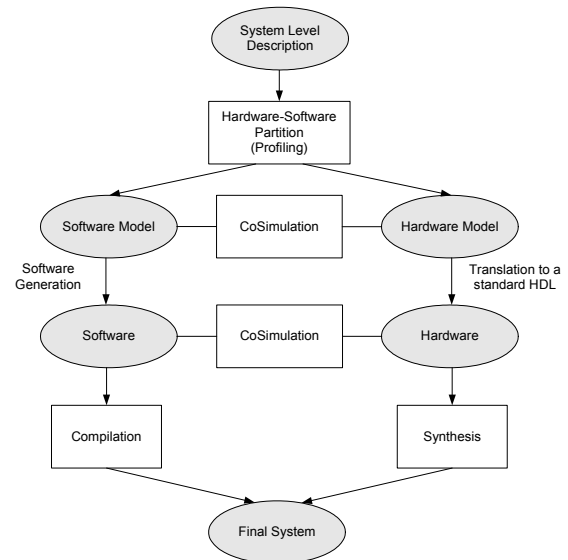 System Level
Description
Hardware-Software
Partition
(Profiling)
Software Model
CoSimulation
Hardware Model
Software
Generation
Translation to a
standard HDL
Software
CoSimulation
Hardware
Compilation
Synthesis
Final System